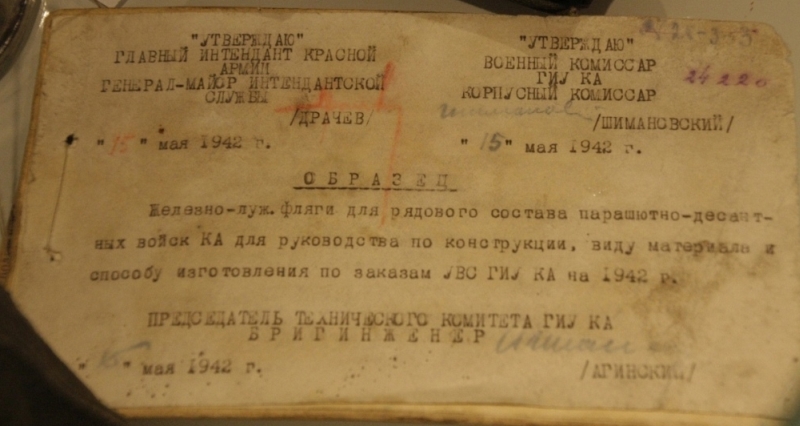 "УТВЕРЖДАЮ"
ГЛАВНЫЙ ИНТЕНДАНТ КРАСНОЙ
АРМИИ
ГЕНЕРАЛ-МАЙОР ИНТЕНДАНТСКОЙ
СЛУЖБЫ
/ДРАЧЕВ/
"15" мая 1942 г.
"УТВЕРЖДАЮ"
ВОЕННЫЙ КОМИССАР
ГИУ КА
КОРПУСНЫЙ КОМИССАР
24220
/ШИМАНОВСКИЙ/
"15" мая 1942 г.
ОБРАЗЕЦ
Железно-луж. фляги для рядового состава парашютно-десант-
ных войск КА для руководства по конструкции, виду материала и
способу изготовления по заказам УВС ГИУ КА на 1942 г.
ПРЕДСЕДАТЕЛЬ ТЕХНИЧЕСКОГО КОМИТЕТА ГИУ КА
БРИГИНЖЕНЕР
"15" мая 1942 г.
/АГИНСКИЙ/